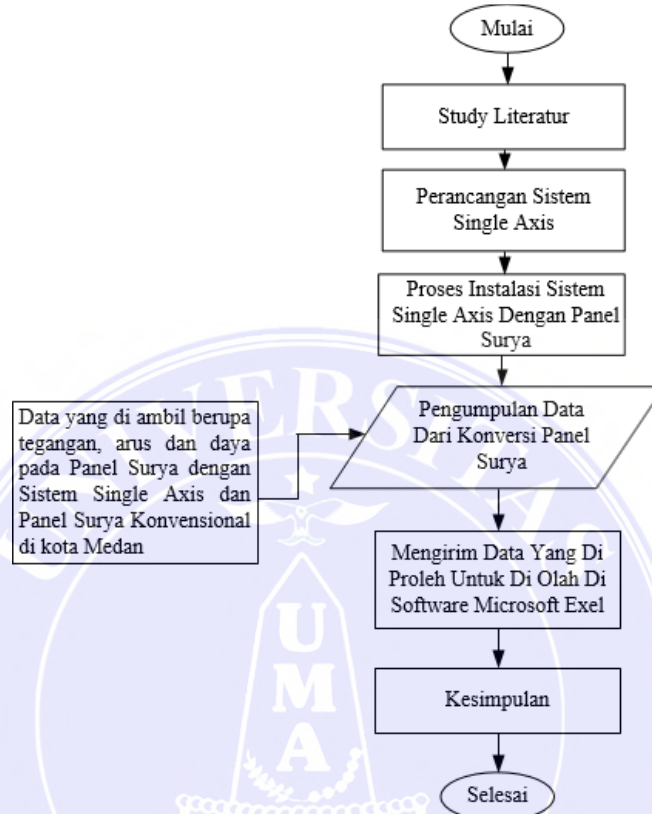 Mulai
Study Literatur
Perancangan Sistem
Single Axis
Proses Instalasi Sistem
Single Axis Dengan Panel
Surya
Data yang di ambil berupa
tegangan, arus dan daya
pada Panel Surya dengan
Sistem Single Axis dan
Panel Surya Konvensional
di kota Medan
Pengumpulan Data
Dari Konversi Panel
Surya
Mengirim Data Yang Di
Proleh Untuk Di Olah Di
Software Microsoft Exel
Kesimpulan
Selesai
UNIVERSITAS
UMA